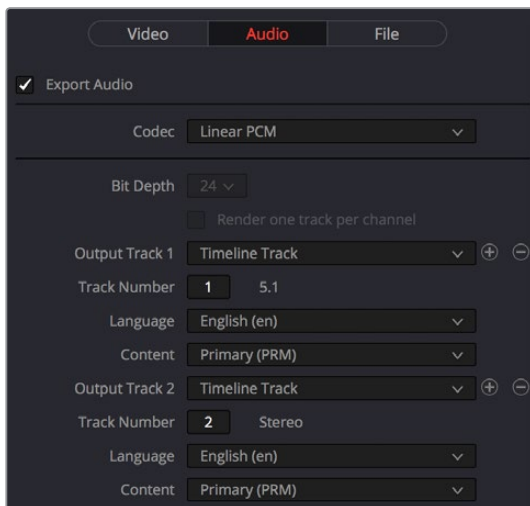 Video Audio File
Export Audio
Codec Linear PCM
Bit Depth 24
Render one track per channel
Output Track 1 Timeline Track
Track Number 1 5.1
Language English (en)
Content Primary (PRM)
Output Track 2 Timeline Track
Track Number 2 Stereo
Language English (en)
Content Primary (PRM)